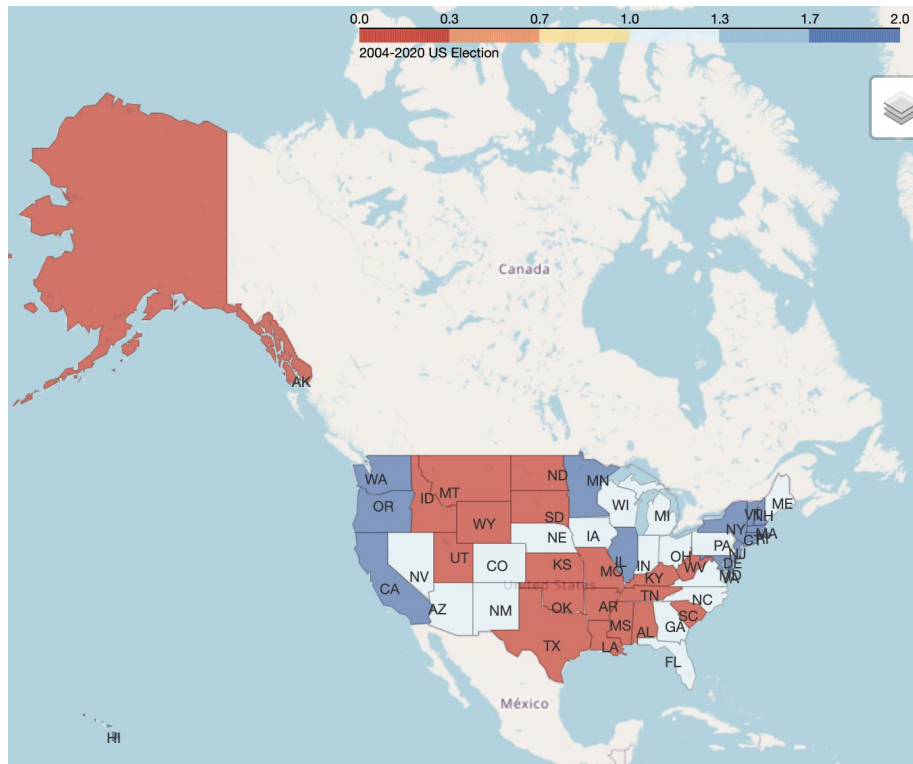 0.0 0.3 0.7 1.0 1.3 1.7 2.0
2004-2020 US Election
Canada
AK
WA
MT
ND
MN
ID
OR
WI
MI
ME
VT
NH
WY
SD
NY
MA
CT
RI
NE
IA
PA
NJ
UT
CO
KS
MO
IL
IN
OH
WV
DE
MD
VA
NV
CA
KY
United States
AZ
NM
OK
AR
TN
NC
SC
TX
LA
MS
AL
GA
FL
México
HI